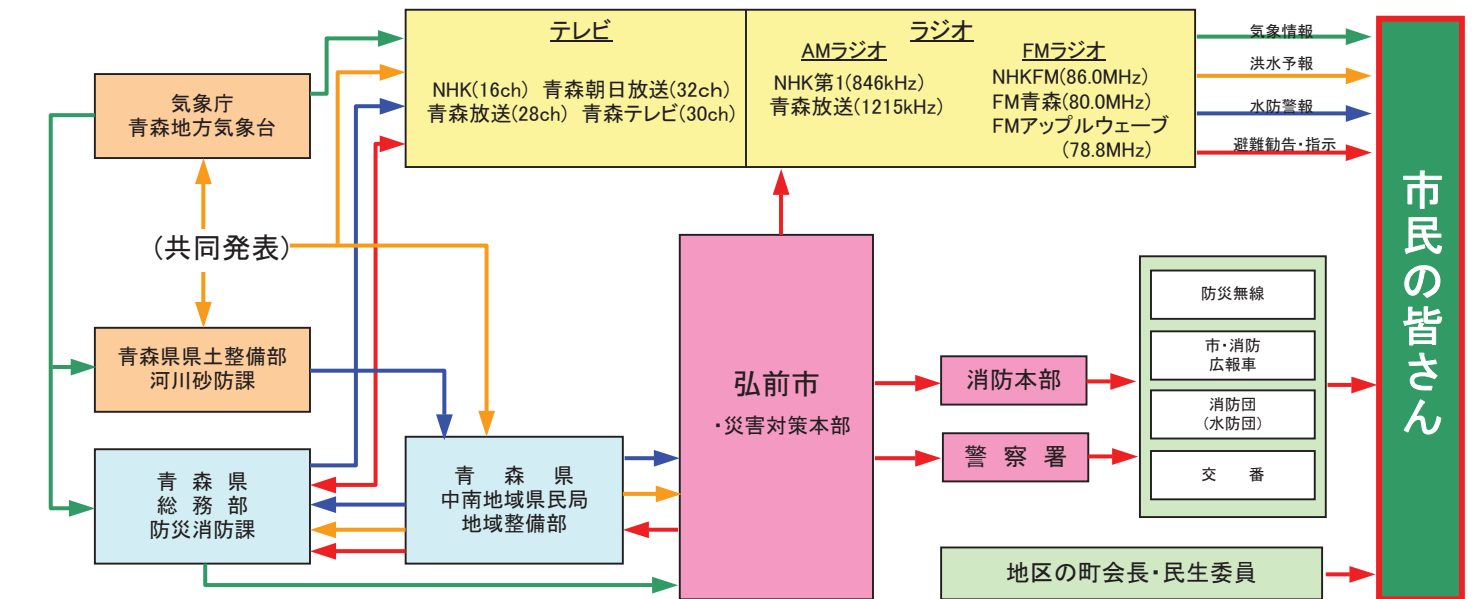 テレビ
NHK(16ch) 青森朝日放送(32ch)
青森放送(28ch) 青森テレビ(30ch)
ラジオ
AMラジオ
NHK第1(846kHz)
青森放送(1215kHz)
FMラジオ
NHKFM(86.0MHz)
FM青森(80.0MHz)
FMアップルウェーブ
(78.8MHz)
気象情報
洪水予報
水防警報
避難勧告・指示
市民の皆さん
気象庁
青森地方気象台
(共同発表)
青森県県土整備部
河川砂防課
青森県
総務部
防災消防課
青森県
中南地域県民局
地域整備部
弘前市
・災害対策本部
消防本部
警察署
防災無線
市・消防
広報車
消防団
(水防団)
交番
地区の町会長・民生委員